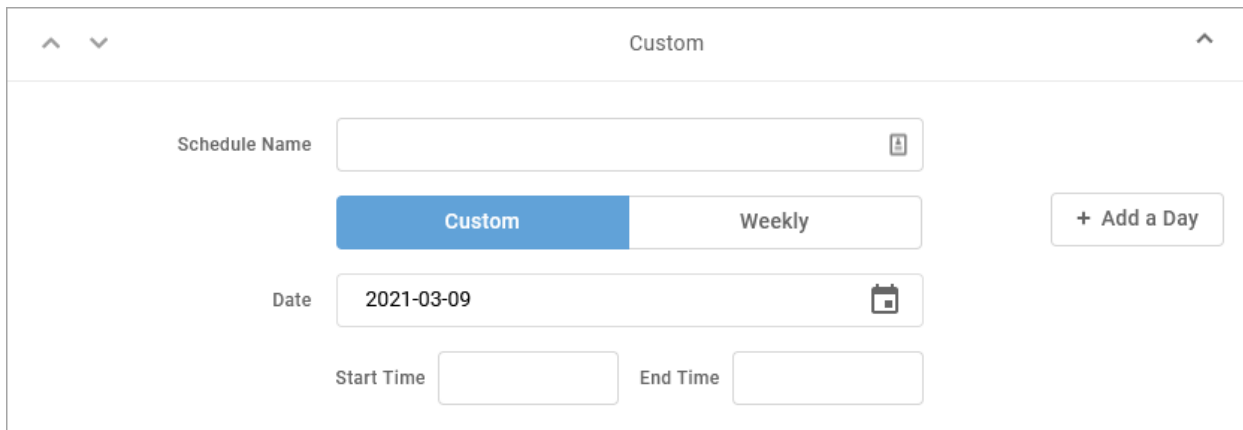 Custom
Schedule Name
Custom Weekly + Add a Day
Date 2021-03-09
Start Time End Time